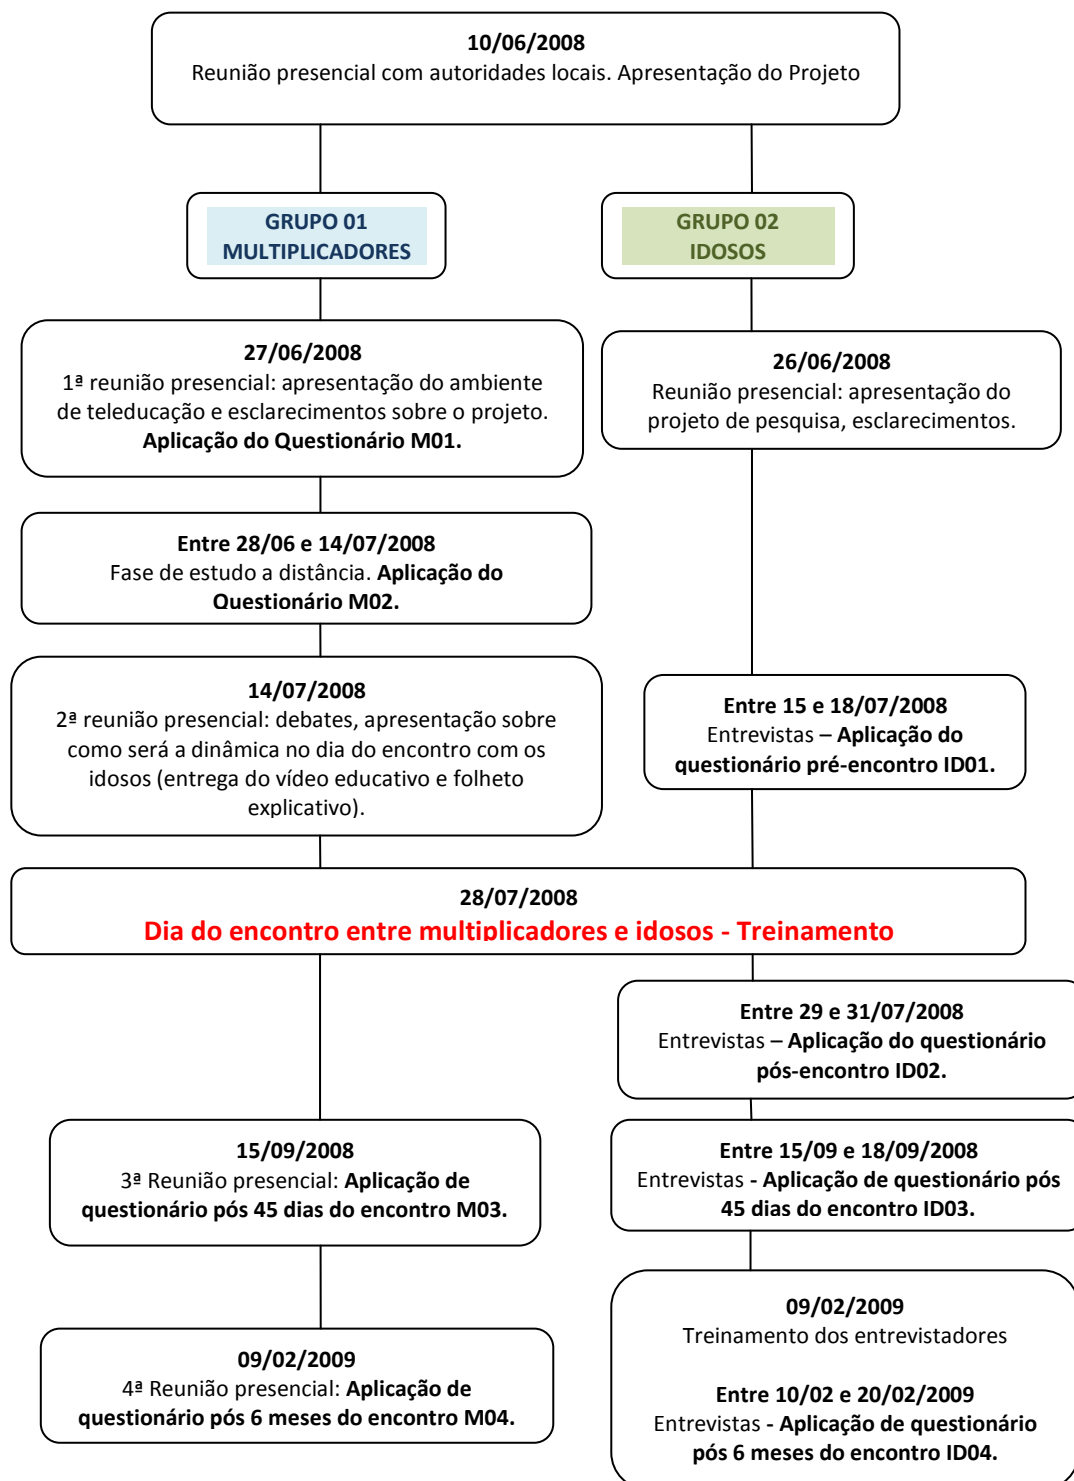 10/06/2008
Reunião presencial com autoridades locais. Apresentação do Projeto
GRUPO 01
MULTIPLICADORES
GRUPO 02
IDOSOS
27/06/2008
1ª reunião presencial: apresentação do ambiente
de teleducação e esclarecimentos sobre o projeto.
Aplicação do Questionário M01.
26/06/2008
Reunião presencial: apresentação do
projeto de pesquisa, esclarecimentos.
Entre 28/06 e 14/07/2008
Fase de estudo a distância. Aplicação do
Questionário M02.
14/07/2008
2ª reunião presencial: debates, apresentação sobre
como será a dinâmica no dia do encontro com os
idosos (entrega do vídeo educativo e folheto
explicativo).
Entre 15 e 18/07/2008
Entrevistas – Aplicação do
questionário pré-encontro ID01.
28/07/2008
Dia do encontro entre multiplicadores e idosos - Treinamento
Entre 29 e 31/07/2008
Entrevistas – Aplicação do questionário
pós-encontro ID02.
15/09/2008
3ª Reunião presencial: Aplicação de
questionário pós 45 dias do encontro M03.
Entre 15/09 e 18/09/2008
Entrevistas - Aplicação de questionário pós
45 dias do encontro ID03.
09/02/2009
4ª Reunião presencial: Aplicação de
questionário pós 6 meses do encontro M04.
09/02/2009
Treinamento dos entrevistadores
Entre 10/02 e 20/02/2009
Entrevistas - Aplicação de questionário
pós 6 meses do encontro ID04.